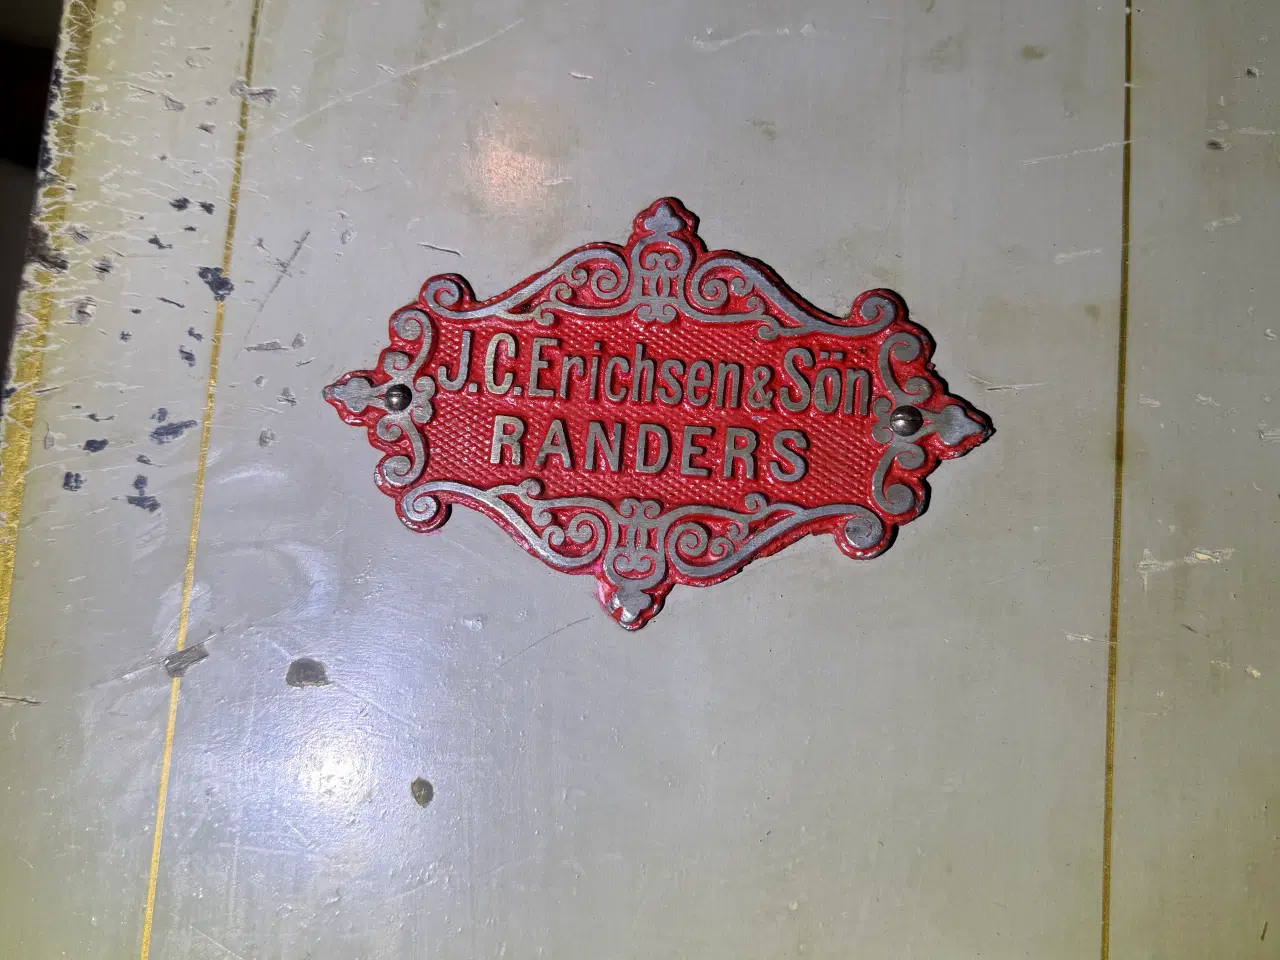 J.C. Erichsen & Sön
RANDERS